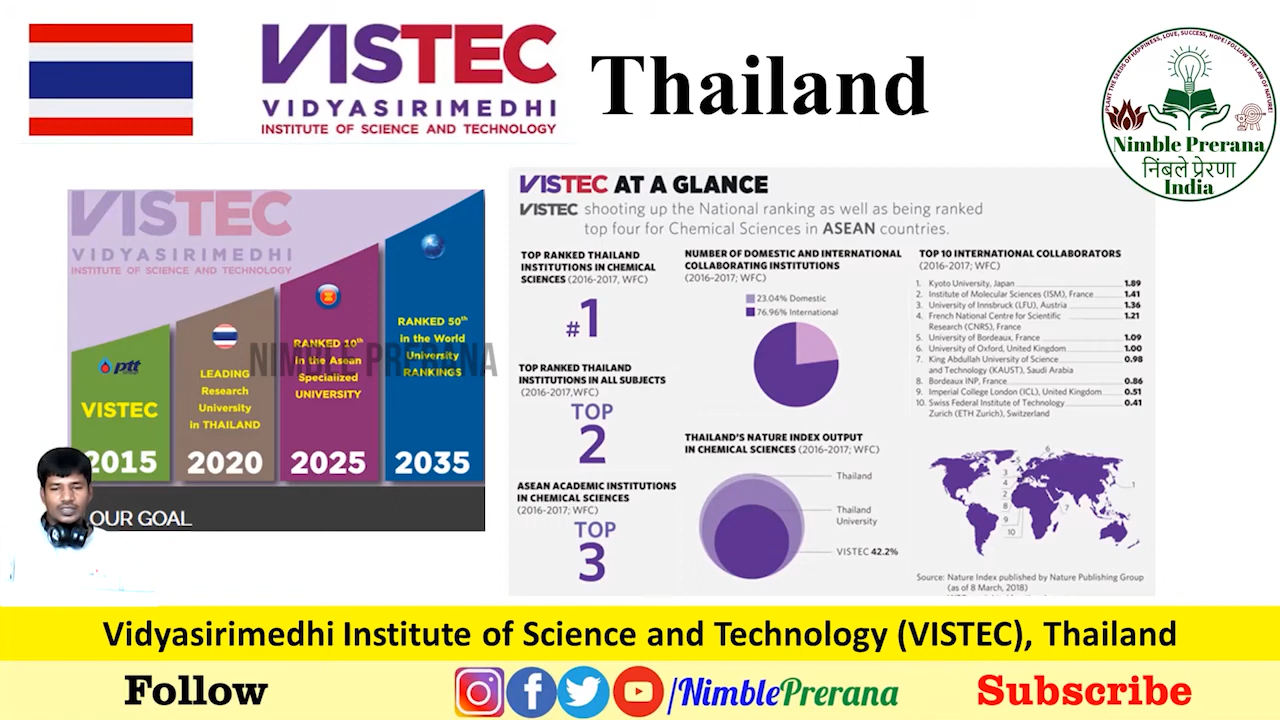 VISTEC
VIDYASIRIMEDHI
INSTITUTE OF SCIENCE AND TECHNOLOGY
Thailand
PLANT THE SEEDS OF HAPPINESS, LOVE, SUCCESS, HOPE! FOLLOW THE LAW OF NATURE!
Nimble Prerana
निंबले प्रेरणा
India
VISTEC
VIDYASIRIMEDHI
INSTITUTE OF SCIENCE AND TECHNOLOGY
ptt
VISTEC
2015
LEADING
Research
University
in THAILAND
2020
RANKED 10th
in the Asean
Specialized
UNIVERSITY
2025
RANKED 50th
in the World
University
RANKINGS
2035
NIMBLE PRERANA
OUR GOAL
VISTEC AT A GLANCE
VISTEC shooting up the National ranking as well as being ranked
top four for Chemical Sciences in ASEAN countries.
TOP RANKED THAILAND
INSTITUTIONS IN CHEMICAL
SCIENCES (2016-2017, WFC)
#1
TOP RANKED THAILAND
INSTITUTIONS IN ALL SUBJECTS
(2016-2017,WFC)
TOP
2
ASEAN ACADEMIC INSTITUTIONS
IN CHEMICAL SCIENCES
(2016-2017; WFC)
TOP
3
NUMBER OF DOMESTIC AND INTERNATIONAL
COLLABORATING INSTITUTIONS
(2016-2017; WFC)
23.04% Domestic
76.96% International
THAILAND'S NATURE INDEX OUTPUT
IN CHEMICAL SCIENCES (2016-2017; WFC)
Thailand
Thailand
University
VISTEC 42.2%
TOP 10 INTERNATIONAL COLLABORATORS
(2016-2017; WFC)
1. Kyoto University, Japan 1.89
2. Institute of Molecular Sciences (ISM), France 1.41
3. University of Innsbruck (LFU), Austria 1.36
4. French National Centre for Scientific 1.21
Research (CNRS), France
5. University of Bordeaux, France 1.09
6. University of Oxford, United Kingdom 1.00
7. King Abdullah University of Science 0.98
and Technology (KAUST), Saudi Arabia
8. Bordeaux INP, France 0.86
9. Imperial College London (ICL), United Kingdom 0.51
10. Swiss Federal Institute of Technology 0.41
Zurich (ETH Zurich), Switzerland
6
1
3
4
2
8
7
9
10
Source: Nature Index published by Nature Publishing Group
(as of 8 March, 2018)
Vidyasirimedhi Institute of Science and Technology (VISTEC), Thailand
Follow
/NimblePrerana
Subscribe